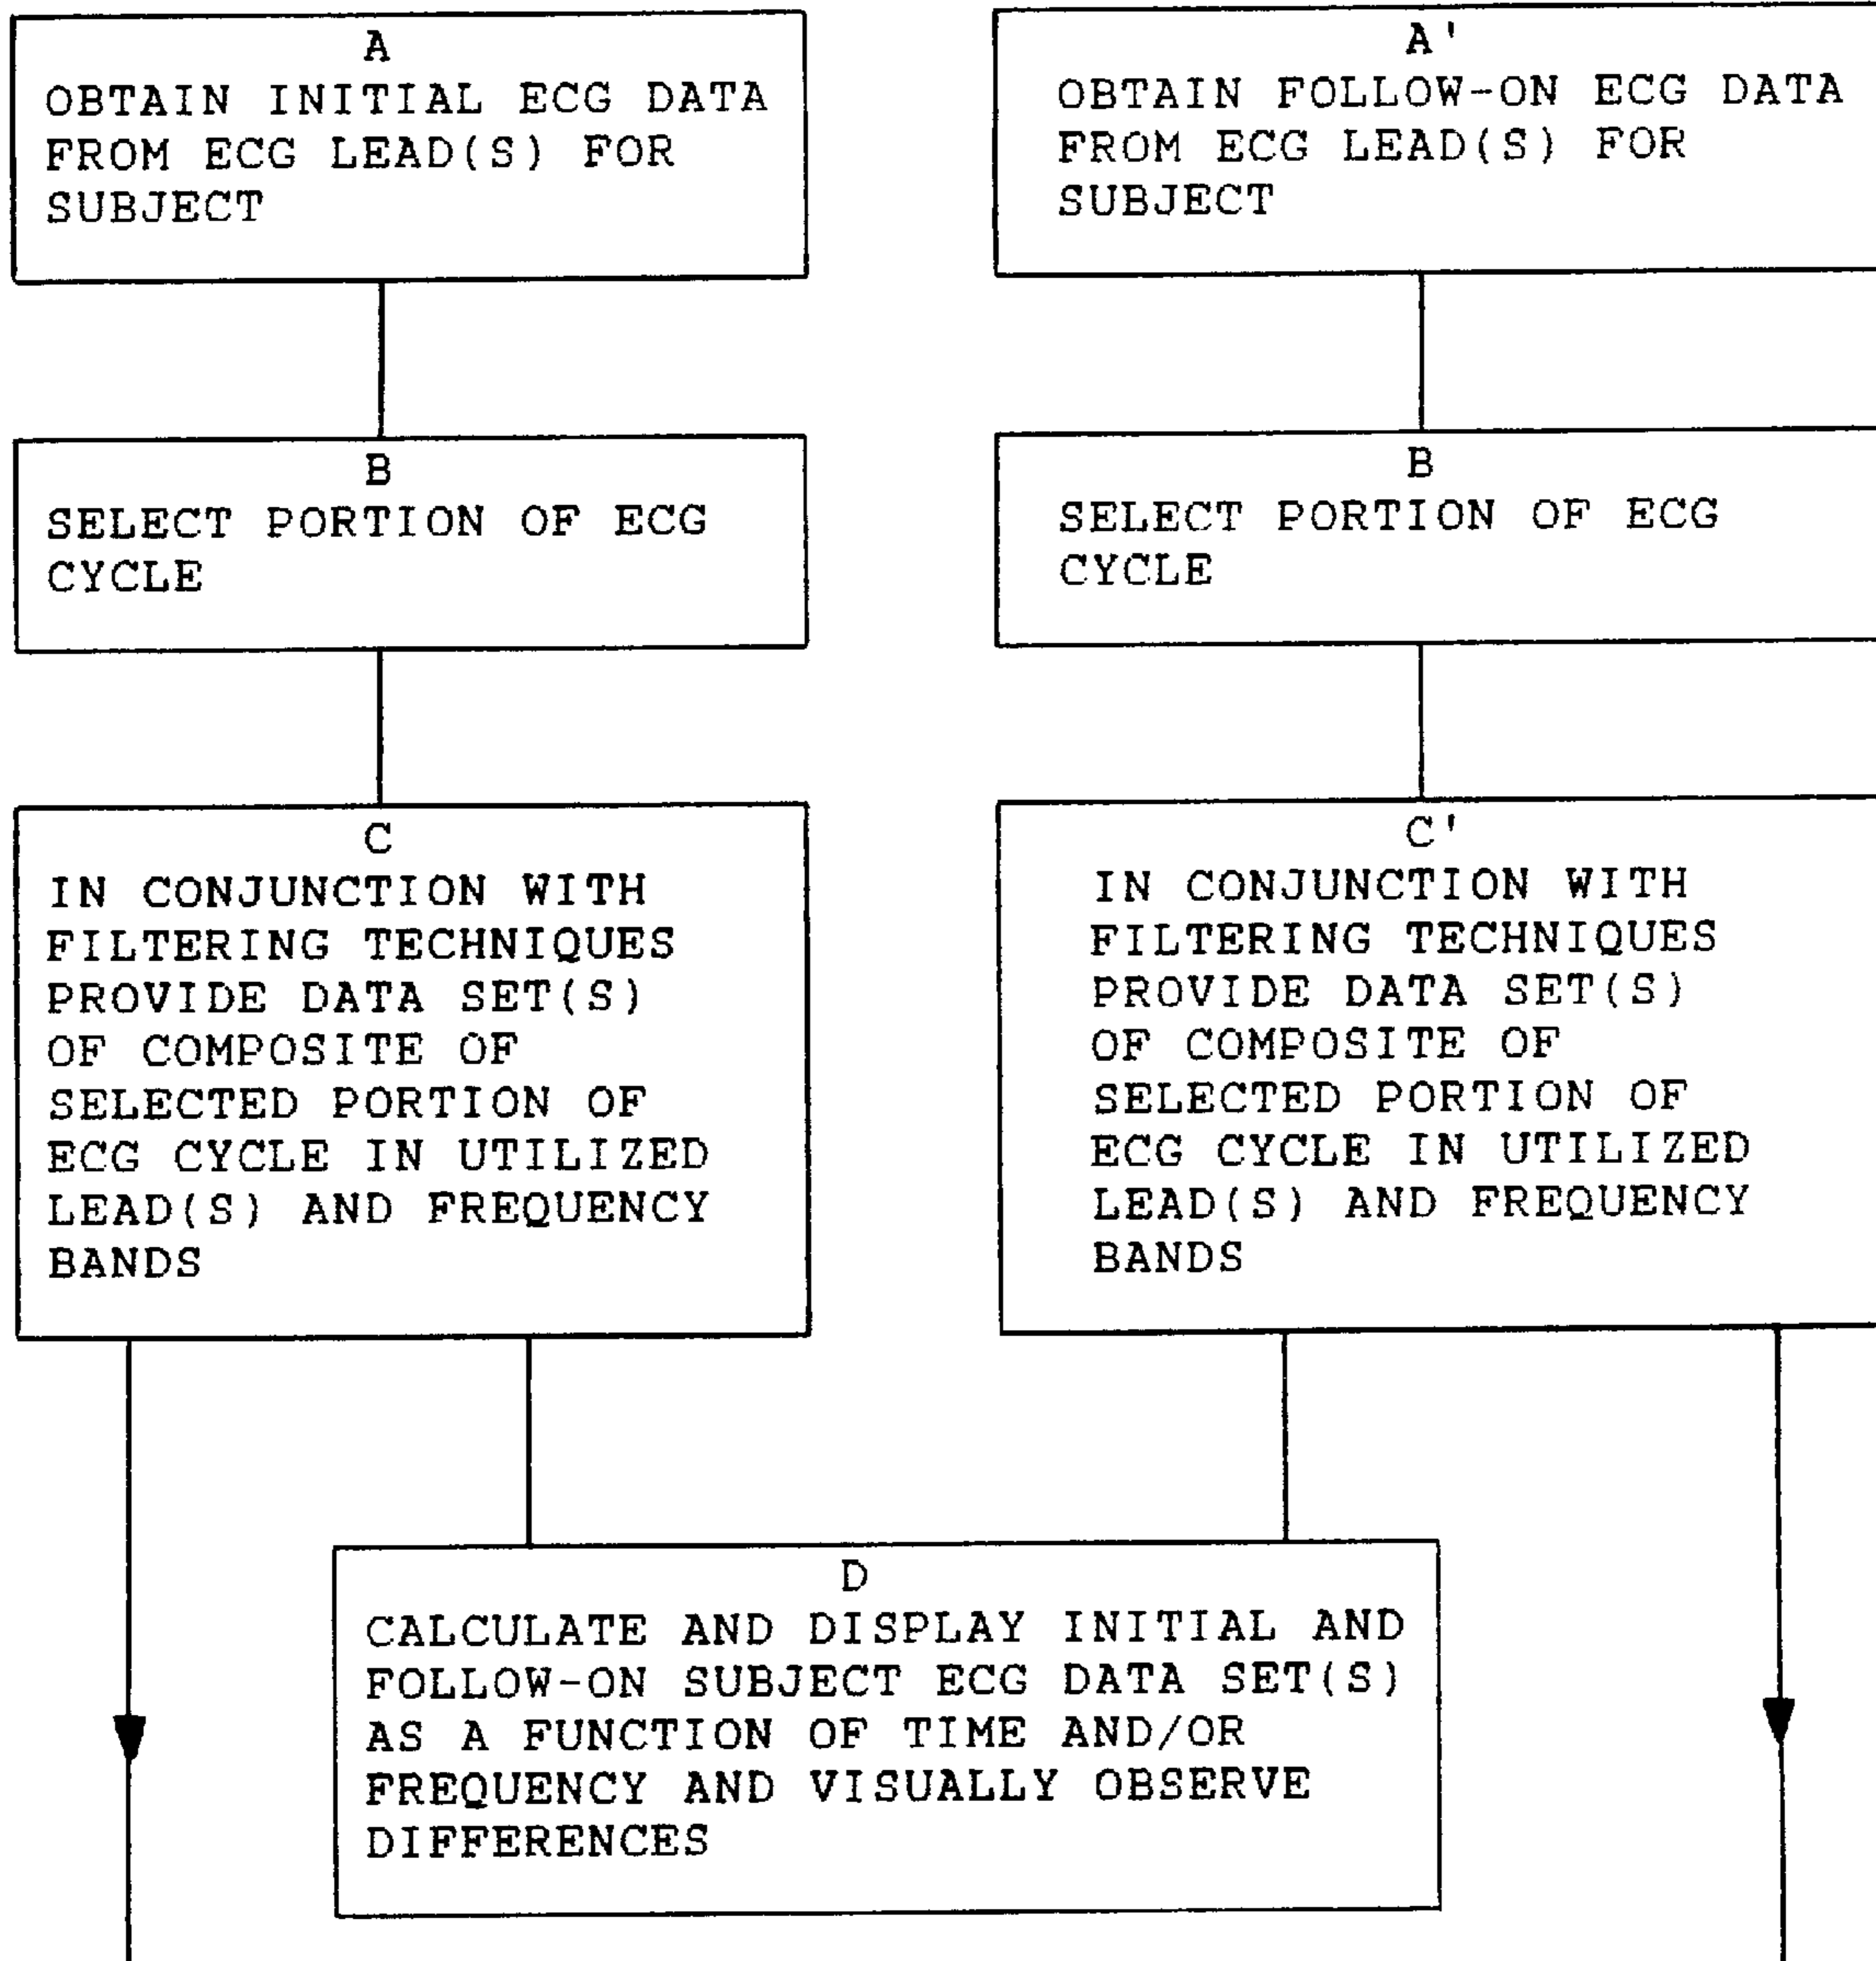 A
OBTAIN INITIAL ECG DATA
FROM ECG LEAD(S) FOR
SUBJECT
A'
OBTAIN FOLLOW-ON ECG DATA
FROM ECG LEAD(S) FOR
SUBJECT
B
SELECT PORTION OF ECG
CYCLE
B
SELECT PORTION OF ECG
CYCLE
C
IN CONJUNCTION WITH
FILTERING TECHNIQUES
PROVIDE DATA SET(S)
OF COMPOSITE OF
SELECTED PORTION OF
ECG CYCLE IN UTILIZED
LEAD(S) AND FREQUENCY
BANDS
C'
IN CONJUNCTION WITH
FILTERING TECHNIQUES
PROVIDE DATA SET(S)
OF COMPOSITE OF
SELECTED PORTION OF
ECG CYCLE IN UTILIZED
LEAD(S) AND FREQUENCY
BANDS
D
CALCULATE AND DISPLAY INITIAL AND
FOLLOW-ON SUBJECT ECG DATA SET(S)
AS A FUNCTION OF TIME AND/OR
FREQUENCY AND VISUALLY OBSERVE
DIFFERENCES